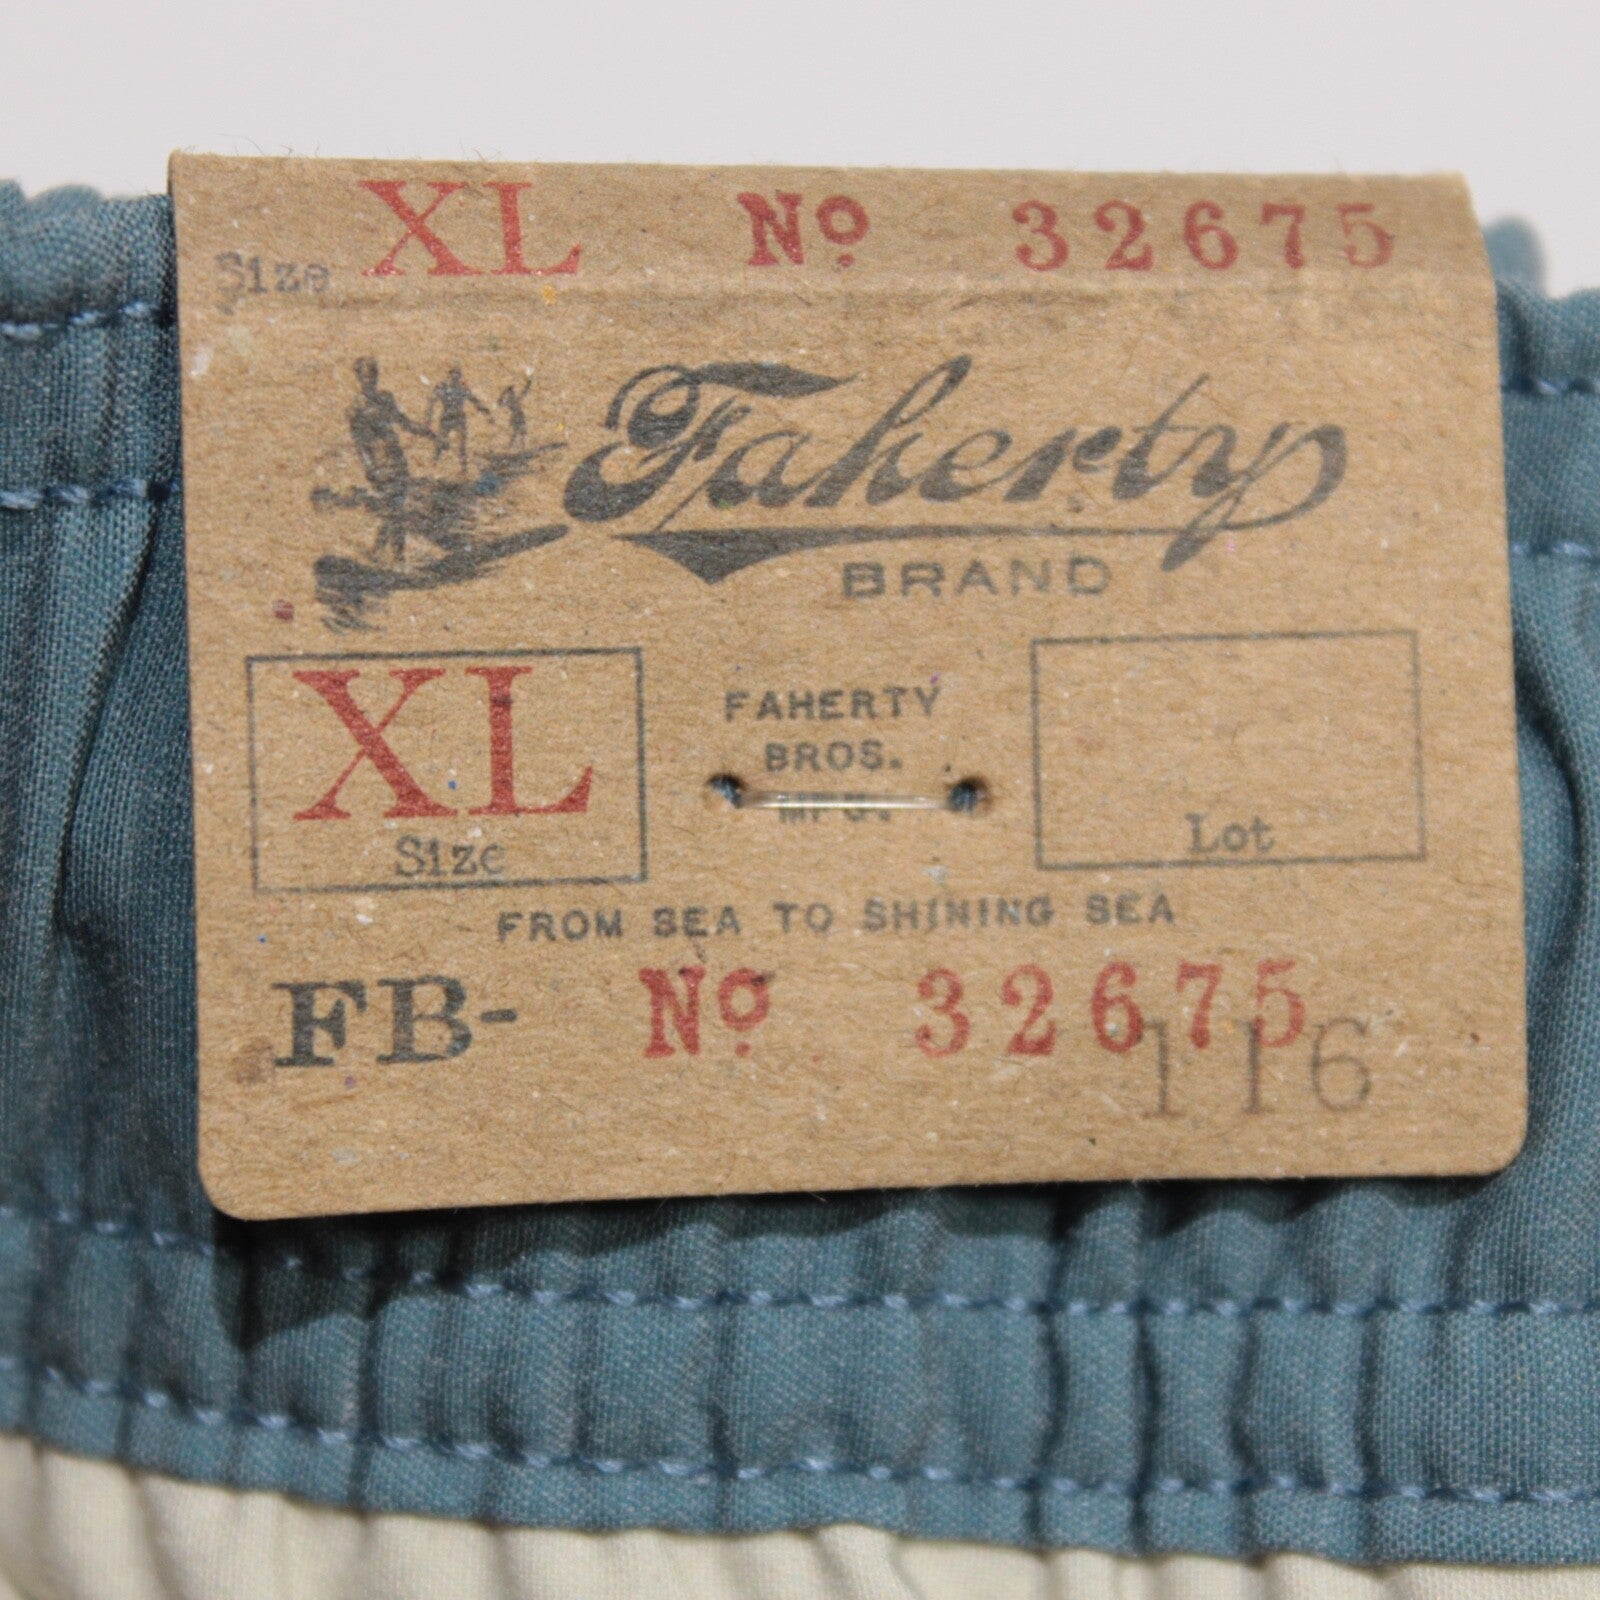 Size XL No. 32675
Faherty
BRAND
XL
Size
FAHERTY
BROS.
MFG.
Lot
FROM SEA TO SHINING SEA
FB- No. 32675
116